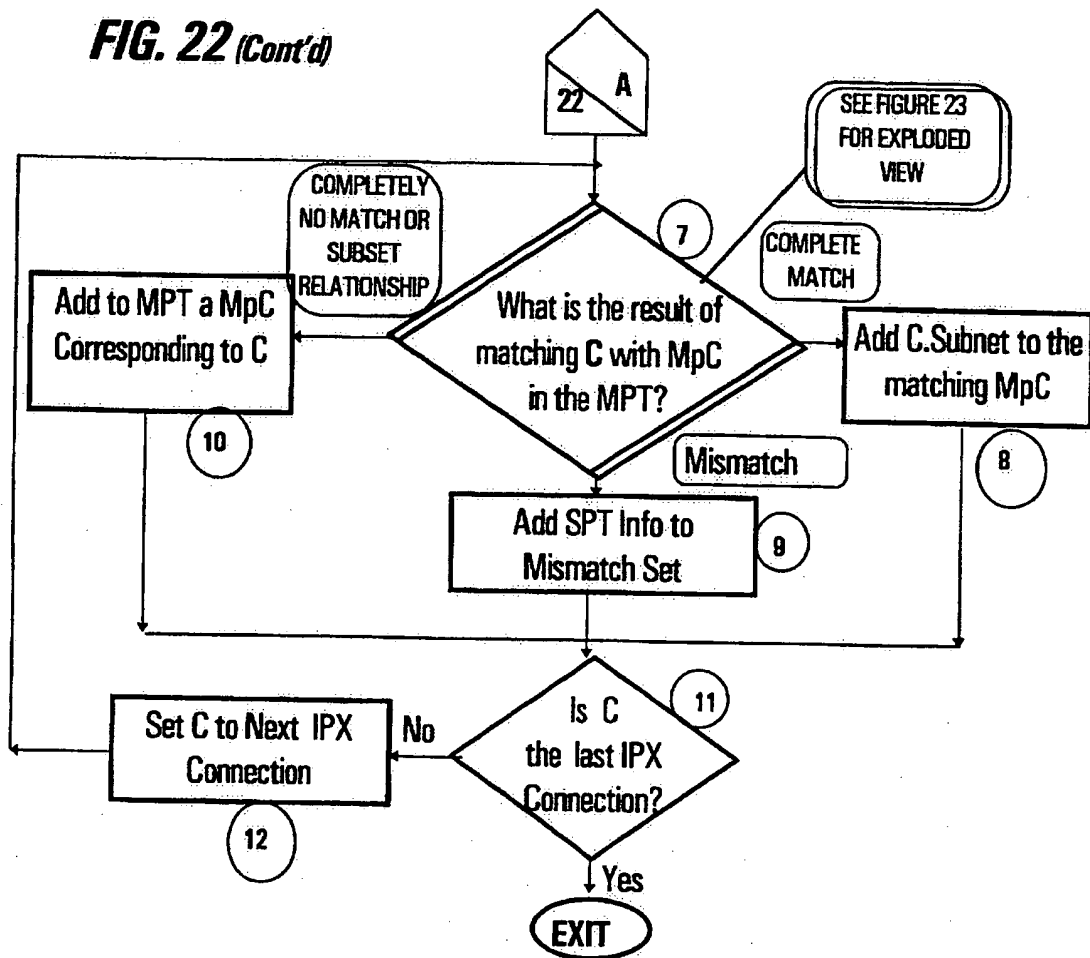 FIG. 22 (Cont'd)
22 A
SEE FIGURE 23
FOR EXPLODED
VIEW
COMPLETELY
NO MATCH OR
SUBSET
RELATIONSHIP
7
COMPLETE
MATCH
Add to MPT a MpC
Corresponding to C
10
What is the result of
matching C with MpC
in the MPT?
Add C.Subnet to the
matching MpC
8
Mismatch
Add SPT Info to
Mismatch Set
9
Is C
the last IPX
Connection?
11
No
Set C to Next IPX
Connection
12
Yes
EXIT